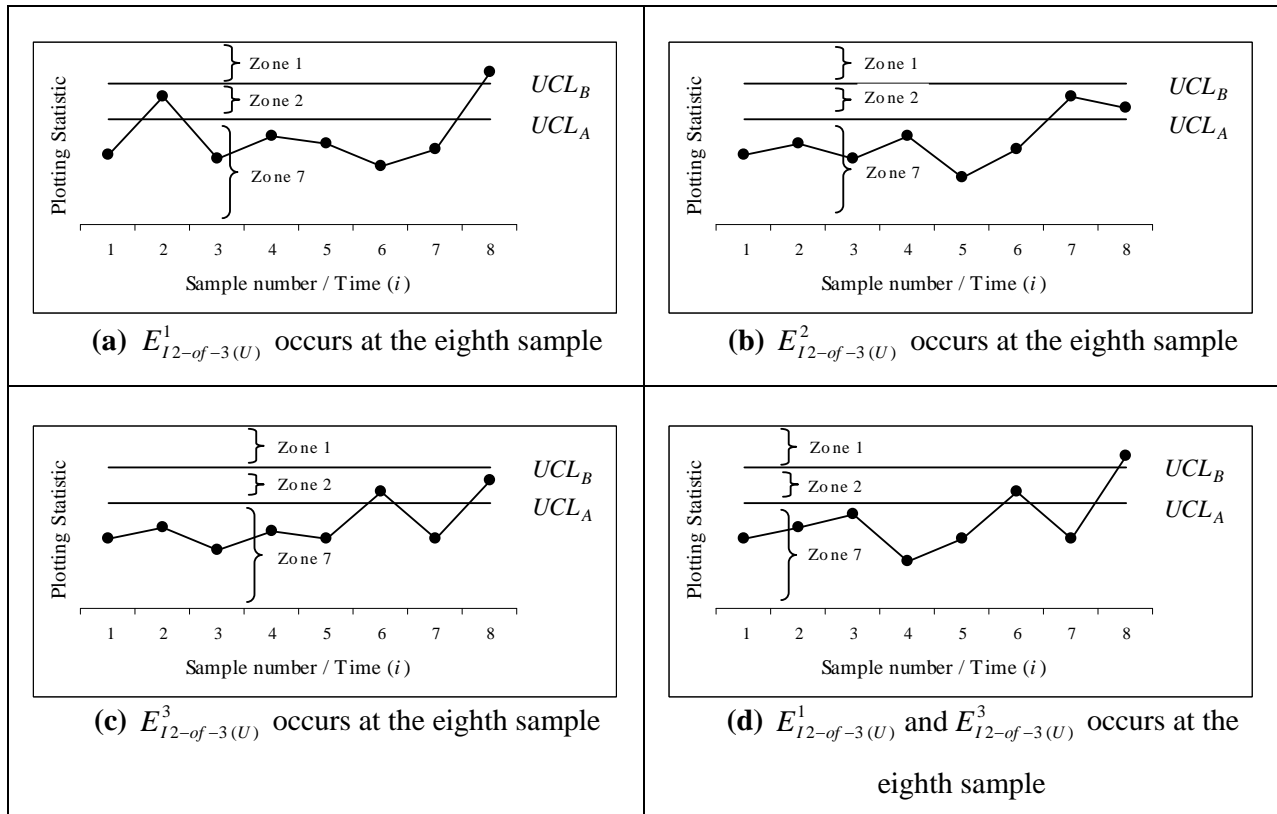 Zone 1
UCL_B
Zone 2
UCL_A
Zone 7
Plotting Statistic
1 2 3 4 5 6 7 8
Sample number / Time (i)
(a) E^1_{I2-of-3(U)} occurs at the eighth sample
Zone 1
UCL_B
Zone 2
UCL_A
Zone 7
Plotting Statistic
1 2 3 4 5 6 7 8
Sample number / Time (i)
(b) E^2_{I2-of-3(U)} occurs at the eighth sample
Zone 1
UCL_B
Zone 2
UCL_A
Zone 7
Plotting Statistic
1 2 3 4 5 6 7 8
Sample number / Time (i)
(c) E^3_{I2-of-3(U)} occurs at the eighth sample
Zone 1
UCL_B
Zone 2
UCL_A
Zone 7
Plotting Statistic
1 2 3 4 5 6 7 8
Sample number / Time (i)
(d) E^1_{I2-of-3(U)} and E^3_{I2-of-3(U)} occurs at the
eighth sample